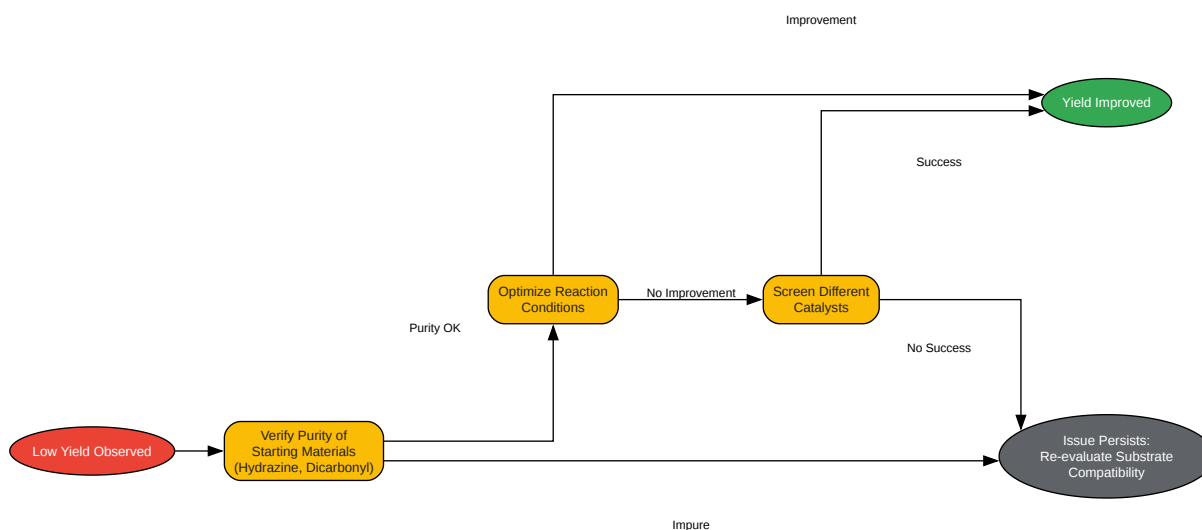 Improvement
Yield Improved
Success
Optimize Reaction
Conditions
No Improvement
Screen Different
Catalysts
Purity OK
No Success
Low Yield Observed
Verify Purity of
Starting Materials
(Hydrazine, Dicarbonyl)
Issue Persists:
Re-evaluate Substrate
Compatibility
Impure